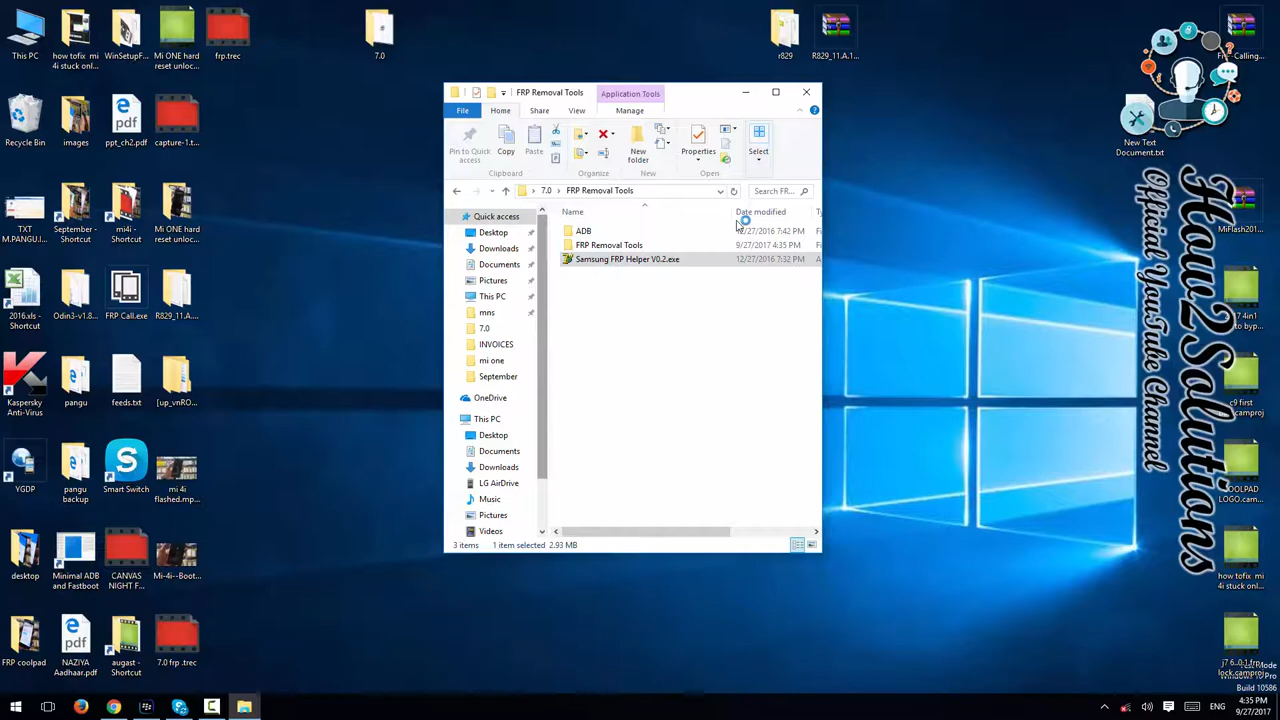 This PC
how tofix mi
4i stuck onl...
WinSetupF...
Mi ONE hard
reset unloc...
frp.trec
7.0
r829
R829_11.A.1...
Recycle Bin
images
ppt_ch2.pdf
capture-1.t...
New Text
Document.txt
TXT
M.PANGU...
September -
Shortcut
m4i -
Shortcut
Mi ONE hard
reset unloc...
2016.xls -
Shortcut
Odin3-v1.8...
FRP Call.exe
R829_11.A....
Kaspersky
Anti-Virus
pangu
feeds.txt
[up_vnRO...
YGDP
pangu
backup
Smart Switch
mi 4i
flashed.mp...
desktop
Minimal ADB
and Fastboot
CANVAS
NIGHT F...
Mi-4i--Boot...
FRP coolpad
NAZIYA
Aadhaar.pdf
augast -
Shortcut
7.0 frp .trec
FRP Removal Tools
Application Tools
File
Home
Share
View
Manage
Pin to Quick
access
Copy
Paste
New
folder
Properties
Select
Clipboard
Organize
New
Open
7.0 > FRP Removal Tools
Search FR...
Name
Date modified
Ty
Quick access
Desktop
Downloads
Documents
Pictures
This PC
mns
7.0
INVOICES
mi one
September
OneDrive
This PC
Desktop
Documents
Downloads
LG AirDrive
Music
Pictures
Videos
ADB
/27/2016 7:42 PM
Fi
FRP Removal Tools
9/27/2017 4:35 PM
Fi
Samsung FRP Helper V0.2.exe
12/27/2016 7:32 PM
A
3 items
1 item selected 2.93 MB
How2Solutions
Official YouTube Channel
MiFlash201...
c9 first
camproj
LOGO.cam...
how tofix mi
4i stuck onl...
Windows 10 Pro
Build 10586
ENG
4:35 PM
9/27/2017